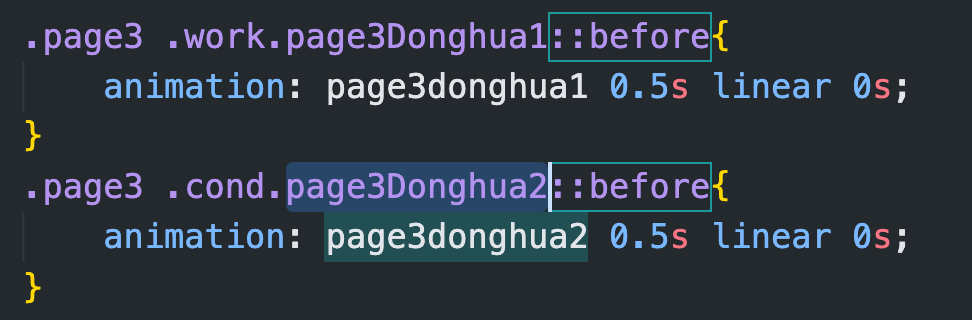 .page3 .work.page3Donghua1::before{
    animation: page3donghua1 0.5s linear 0s;
}
.page3 .cond.page3Donghua2::before{
    animation: page3donghua2 0.5s linear 0s;
}